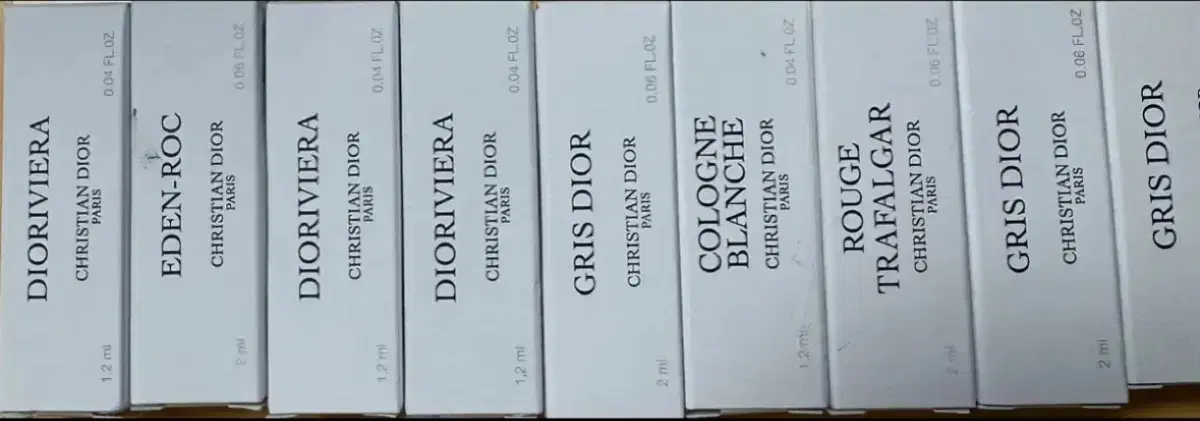 DIORIVIERA
CHRISTIAN DIOR
PARIS
1.2 ml
0.04 FL.OZ
EDEN-ROC
CHRISTIAN DIOR
PARIS
2 ml
0.06 FL.OZ
DIORIVIERA
CHRISTIAN DIOR
PARIS
1.2 ml
0.04 FL.OZ
DIORIVIERA
CHRISTIAN DIOR
PARIS
1,2 ml
0.04 FL.OZ
GRIS DIOR
CHRISTIAN DIOR
PARIS
2 ml
0.06 FL.OZ
COLOGNE
BLANCHE
CHRISTIAN DIOR
PARIS
1.2 ml
0.04 FL.OZ
ROUGE
TRAFALGAR
CHRISTIAN DIOR
PARIS
2 ml
0.06 FL.OZ
GRIS DIOR
CHRISTIAN DIOR
PARIS
2 ml
0.06 FL.OZ
GRIS DIOR